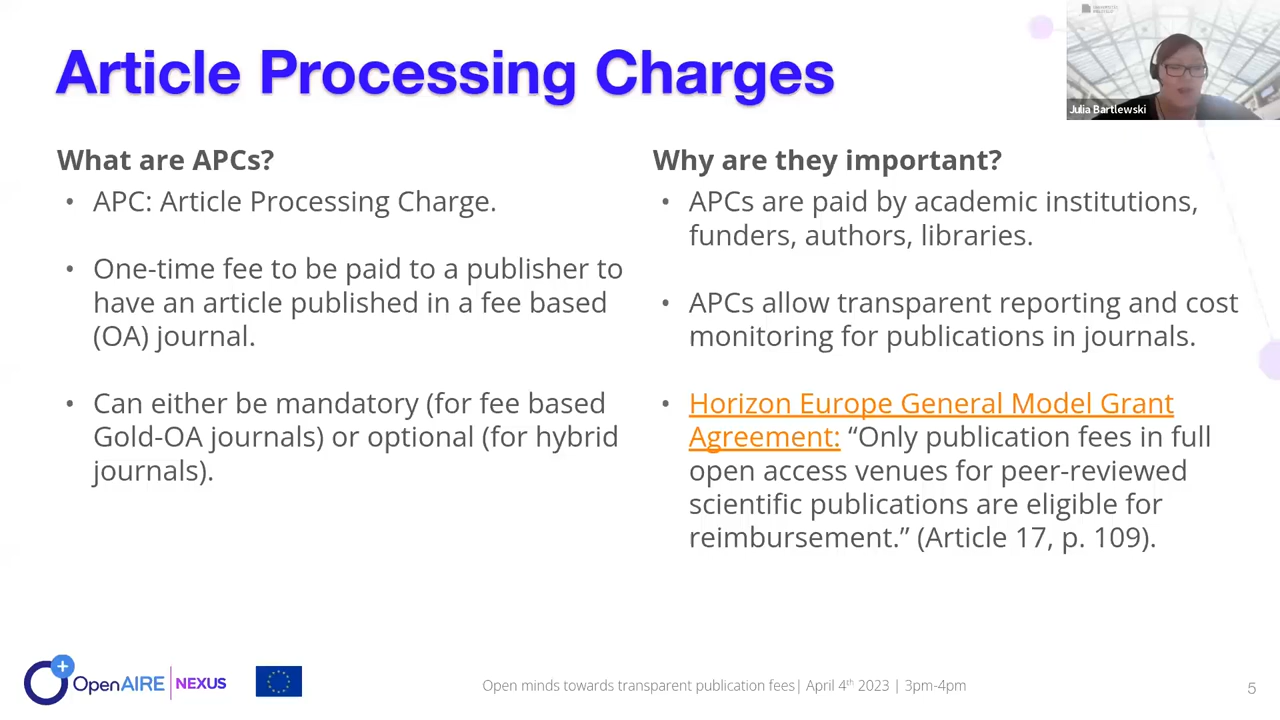 Article Processing Charges
Julia Bartlewski
What are APCs?
• APC: Article Processing Charge.
• One-time fee to be paid to a publisher to
have an article published in a fee based
(OA) journal.
• Can either be mandatory (for fee based
Gold-OA journals) or optional (for hybrid
journals).
Why are they important?
• APCs are paid by academic institutions,
funders, authors, libraries.
• APCs allow transparent reporting and cost
monitoring for publications in journals.
• Horizon Europe General Model Grant
Agreement: “Only publication fees in full
open access venues for peer-reviewed
scientific publications are eligible for
reimbursement.” (Article 17, p. 109).
OpenAIRE | NEXUS
Open minds towards transparent publication fees| April 4th 2023 | 3pm-4pm
5